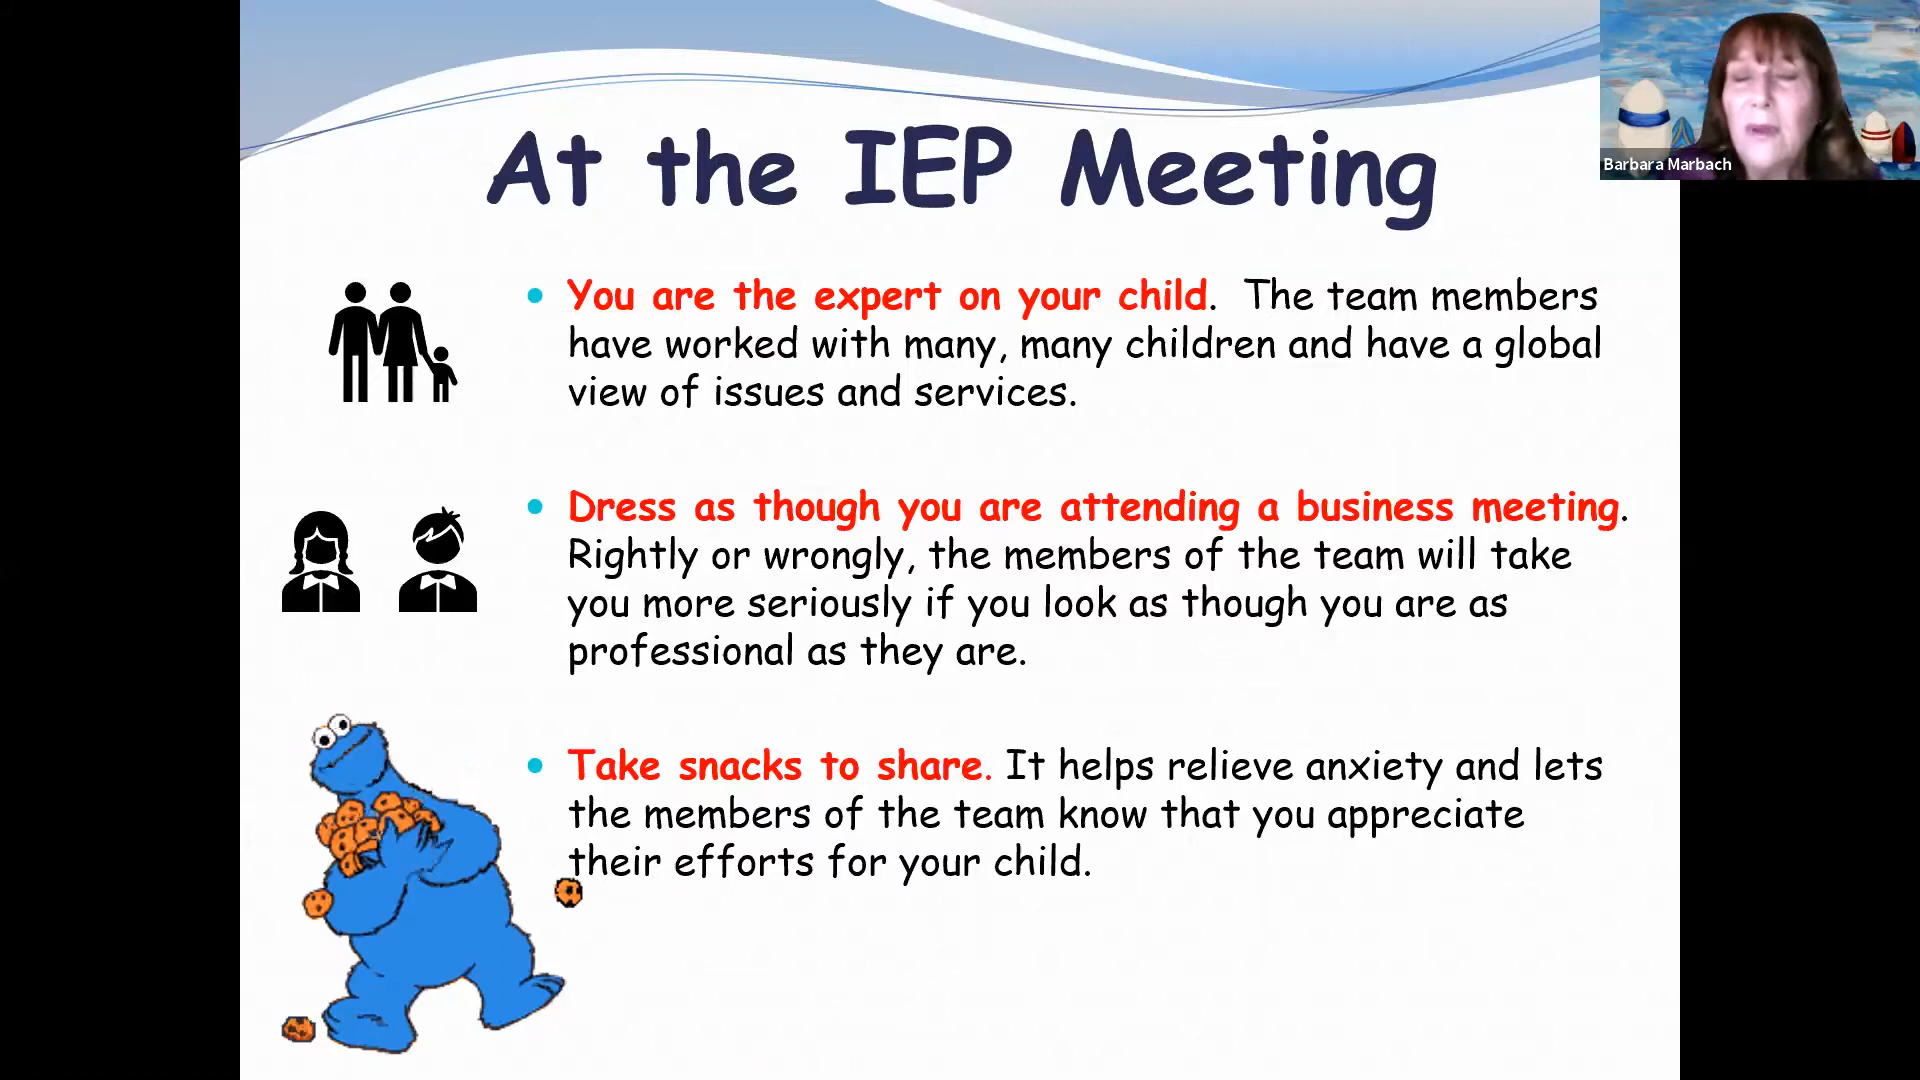 At the IEP Meeting
Barbara Marbach
You are the expert on your child. The team members
have worked with many, many children and have a global
view of issues and services.
Dress as though you are attending a business meeting.
Rightly or wrongly, the members of the team will take
you more seriously if you look as though you are as
professional as they are.
Take snacks to share. It helps relieve anxiety and lets
the members of the team know that you appreciate
their efforts for your child.